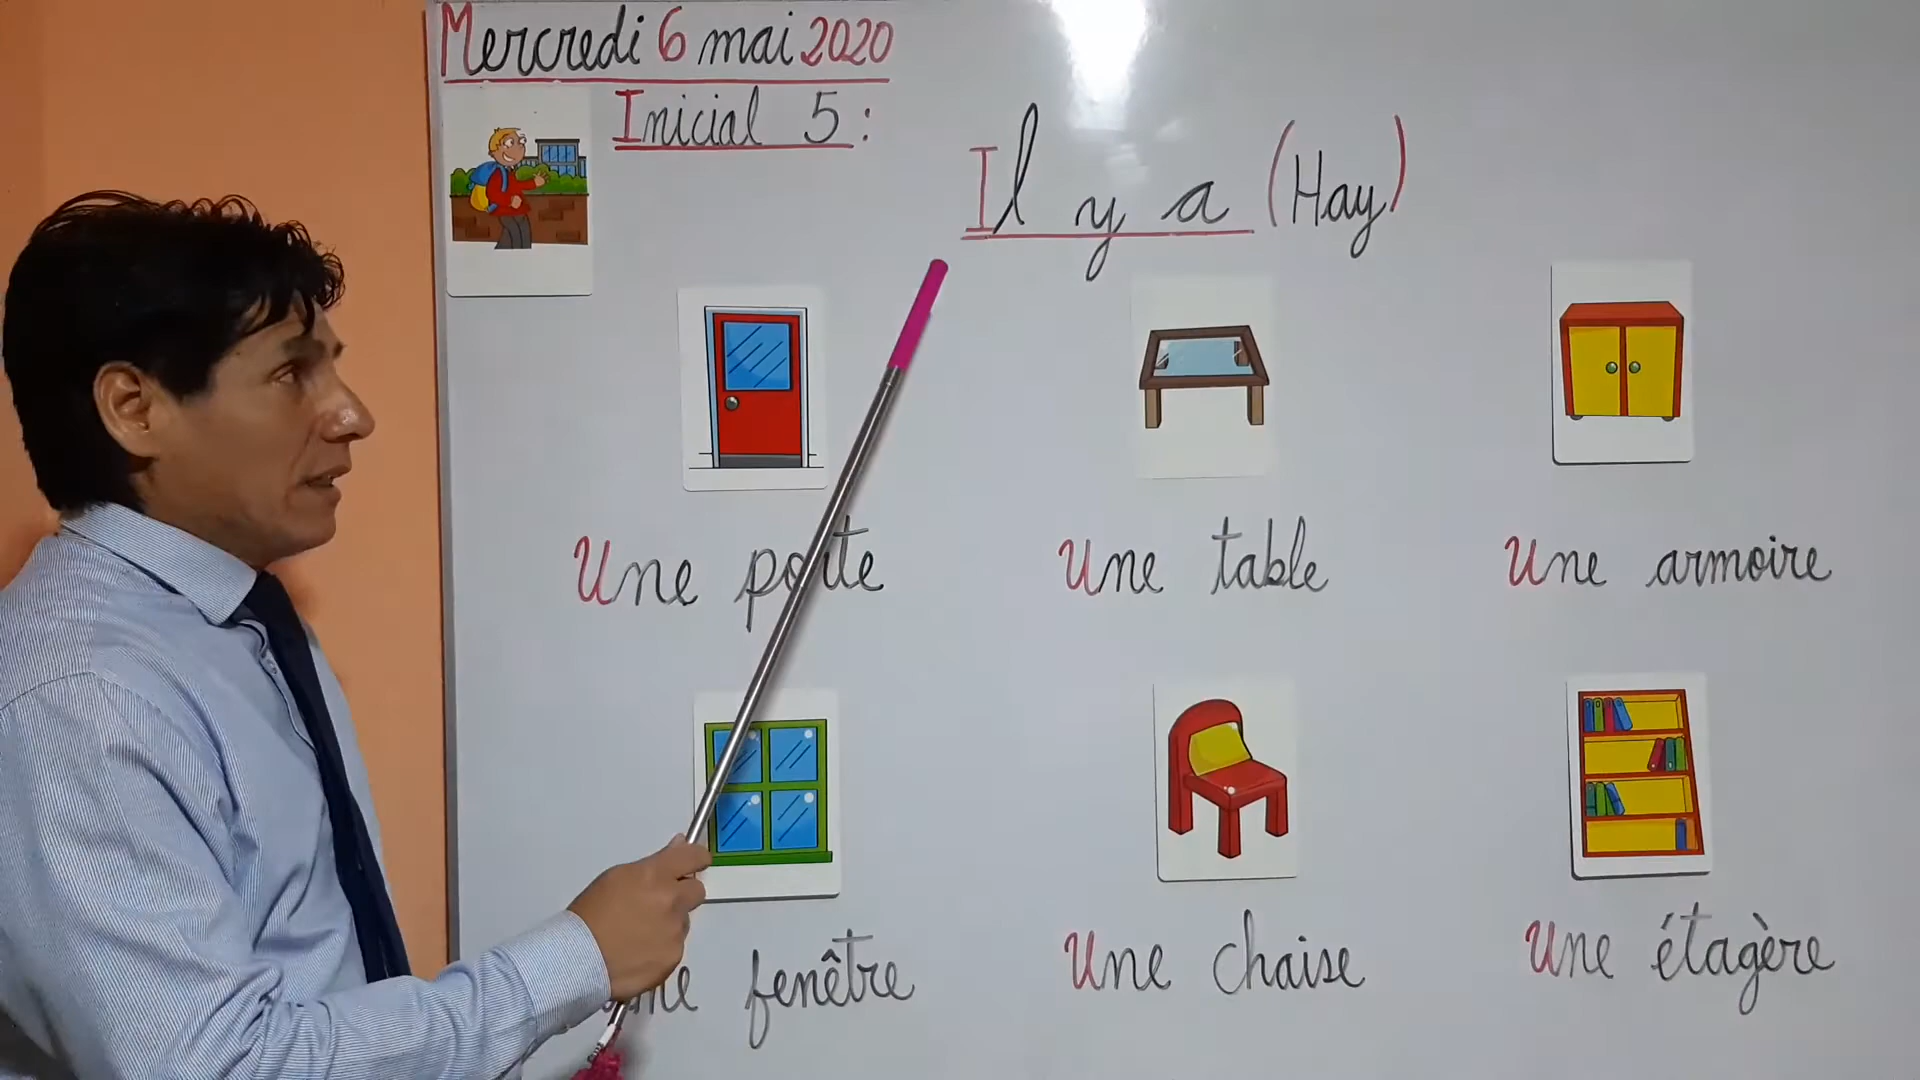 Mercredi 6 mai 2020
Inicial 5:
Il y a (Hay)
Une porte
Une table
Une armoire
Une fenêtre
Une chaise
Une étagère